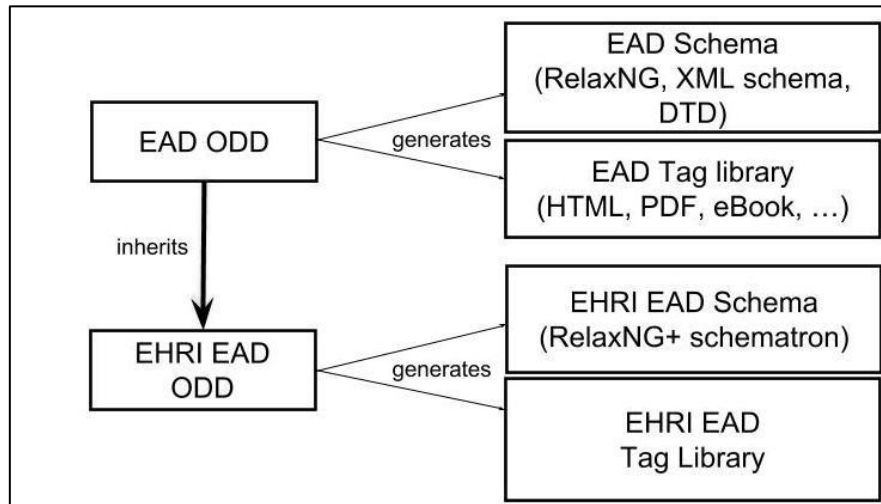 EAD Schema
(RelaxNG, XML schema,
DTD)
EAD ODD
generates
EAD Tag library
(HTML, PDF, eBook, …)
inherits
EHRI EAD Schema
(RelaxNG+ schematron)
EHRI EAD
ODD
generates
EHRI EAD
Tag Library